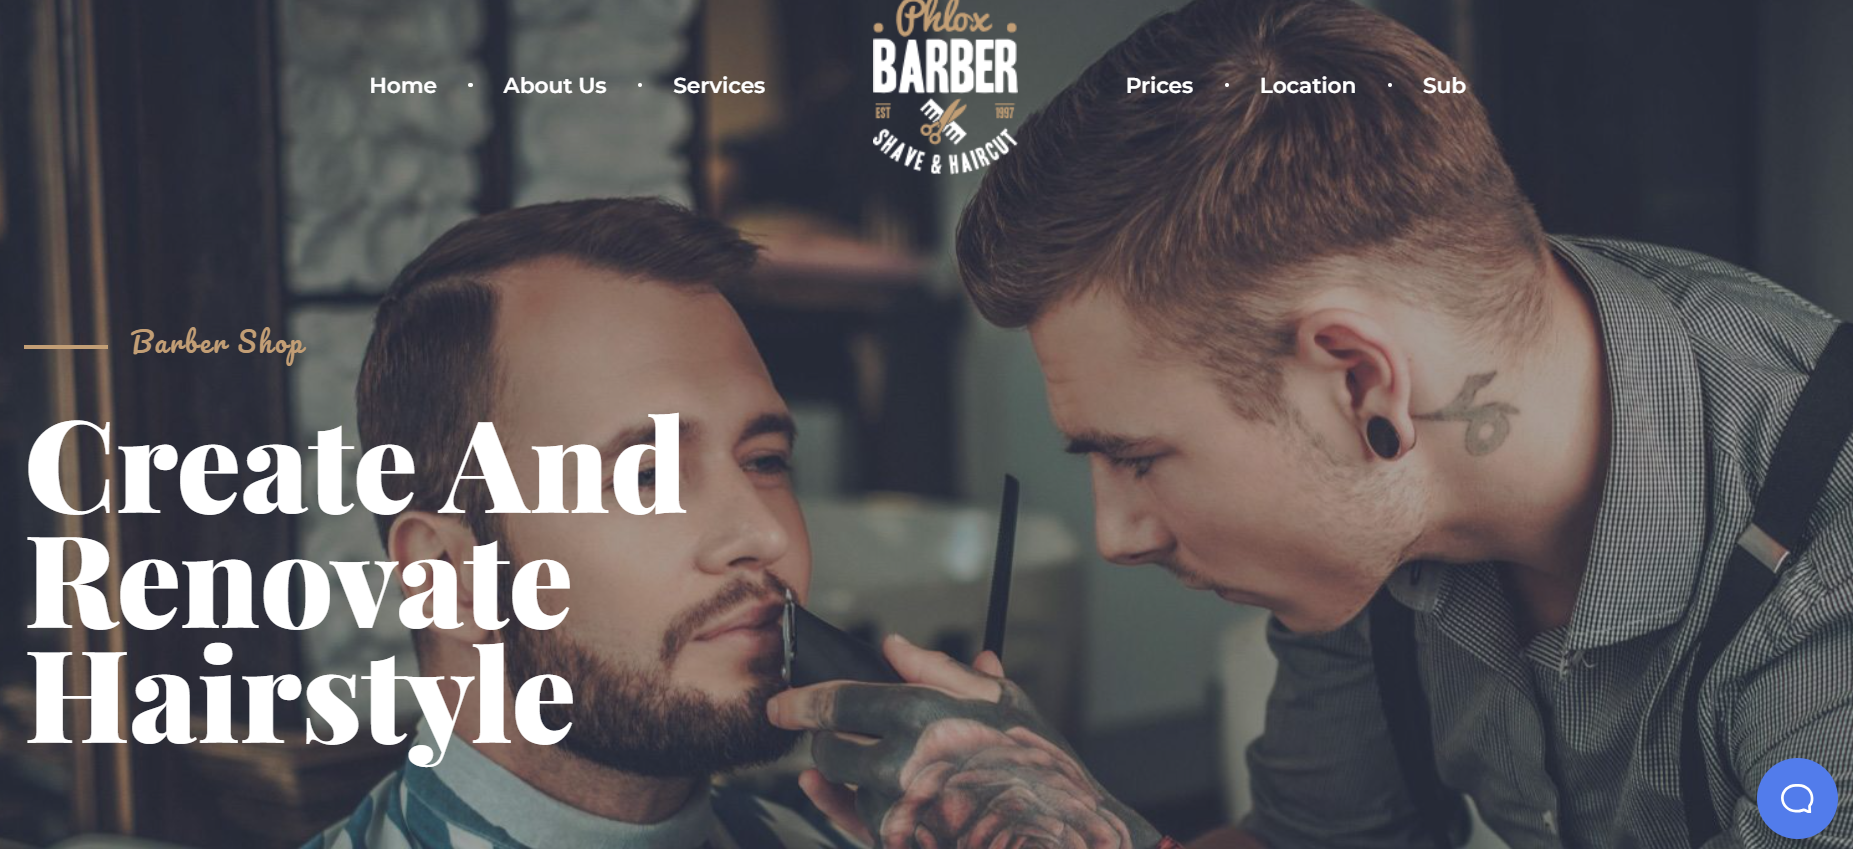 Home · About Us · Services
Phlox
BARBER
EST 1997
SHAVE & HAIRCUT
Prices · Location · Sub
Barber Shop
Create And
Renovate
Hairstyle